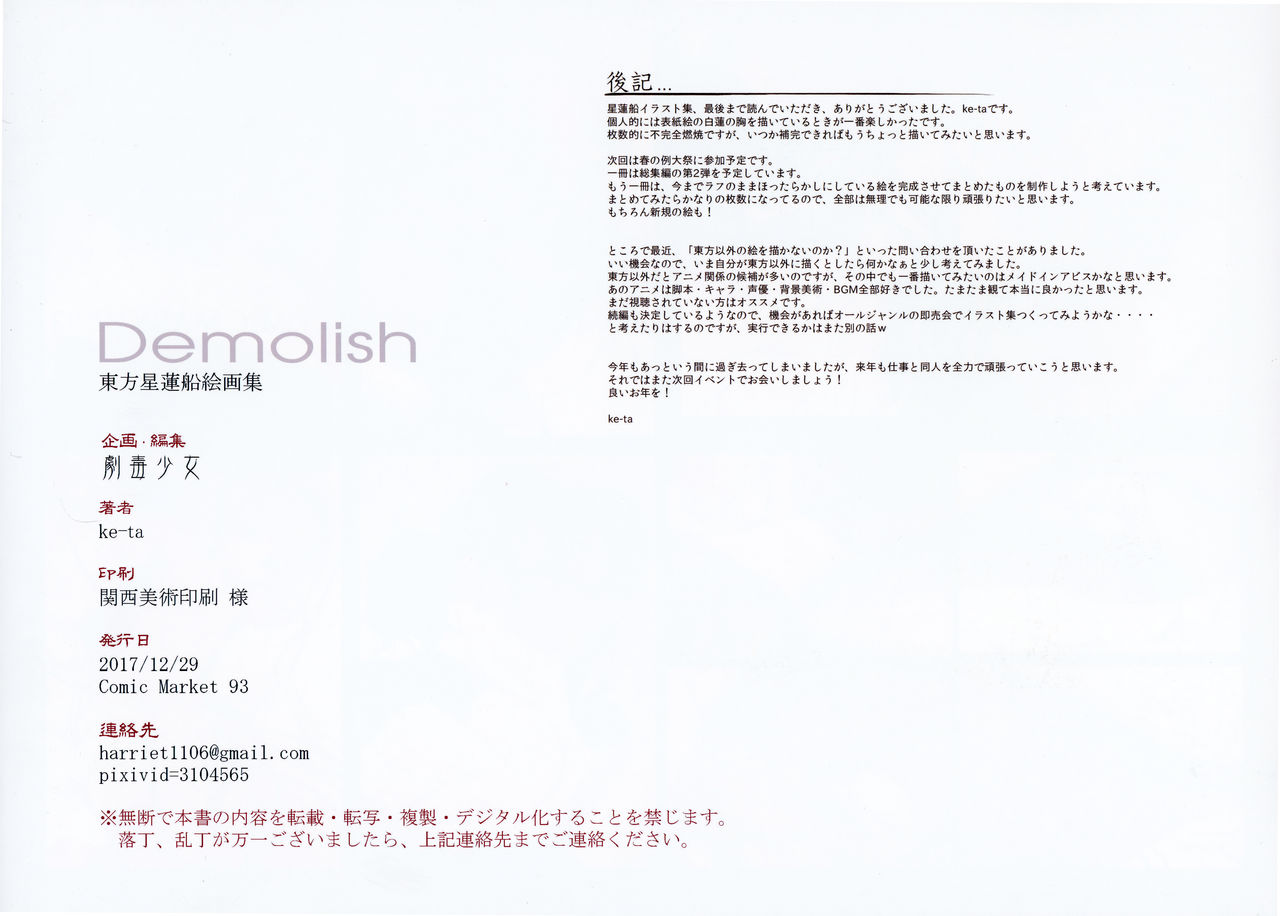 Demolish
東方星蓮船絵画集
企画・編集
劇毒少女
著者
ke-ta
印刷
関西美術印刷 様
発行日
2017/12/29
Comic Market 93
連絡先
harriet1106@gmail.com
pixivid=3104565
※無断で本書の内容を転載・転写・複製・デジタル化することを禁じます。
落丁、乱丁が万一ございましたら、上記連絡先までご連絡ください。
後記...
星蓮船イラスト集、最後まで読んでいただき、ありがとうございました。ke-taです。
個人的には表紙絵の白蓮の胸を描いているときが一番楽しかったです。
枚数的に不完全燃焼ですが、いつか補完できればもうちょっと描いてみたいと思います。
次回は春の例大祭に参加予定です。
一冊は総集編の第2弾を予定しています。
もう一冊は、今までラフのままほったらかしにしている絵を完成させてまとめたものを制作しようと考えています。
まとめてみたらかなりの枚数になってるので、全部は無理でも可能な限り頑張りたいと思います。
もちろん新規の絵も！
ところで最近、「東方以外の絵を描かないのか？」といった問い合わせを頂いたことがありました。
いい機会なので、いま自分が東方以外に描くとしたら何かなぁと少し考えてみました。
東方以外だとアニメ関係の候補が多いのですが、その中でも一番描いてみたいのはメイドインアビスかなと思います。
あのアニメは脚本・キャラ・声優・背景美術・BGM全部好きでした。たまたま観て本当に良かったと思います。
まだ視聴されていない方はオススメです。
続編も決定しているようなので、機会があればオールジャンルの即売会でイラスト集つくってみようかな・・・・
と考えたりはするのですが、実行できるかはまた別の話ｗ
今年もあっという間に過ぎ去ってしまいましたが、来年も仕事と同人を全力で頑張っていこうと思います。
それではまた次回イベントでお会いしましょう！
良いお年を！
ke-ta